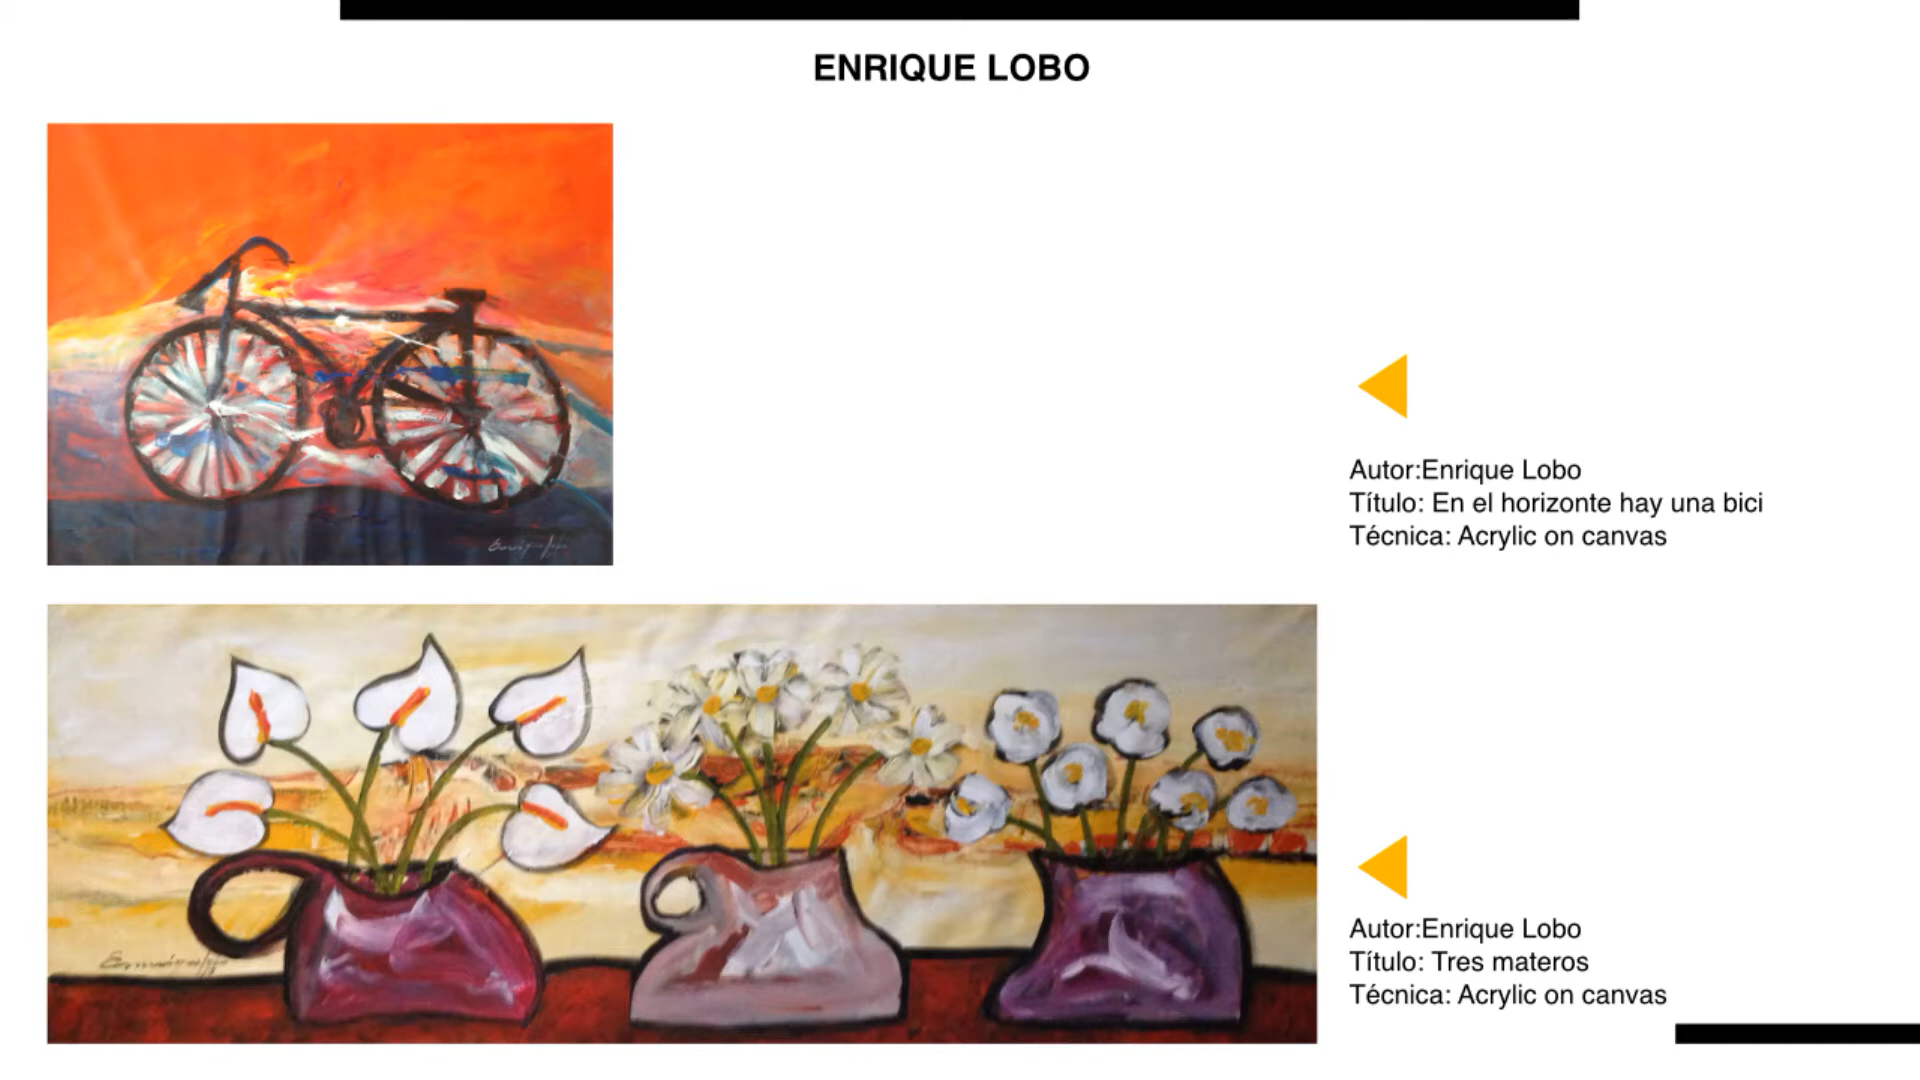 ENRIQUE LOBO
Autor:Enrique Lobo
Título: En el horizonte hay una bici
Técnica: Acrylic on canvas
Autor:Enrique Lobo
Título: Tres materos
Técnica: Acrylic on canvas